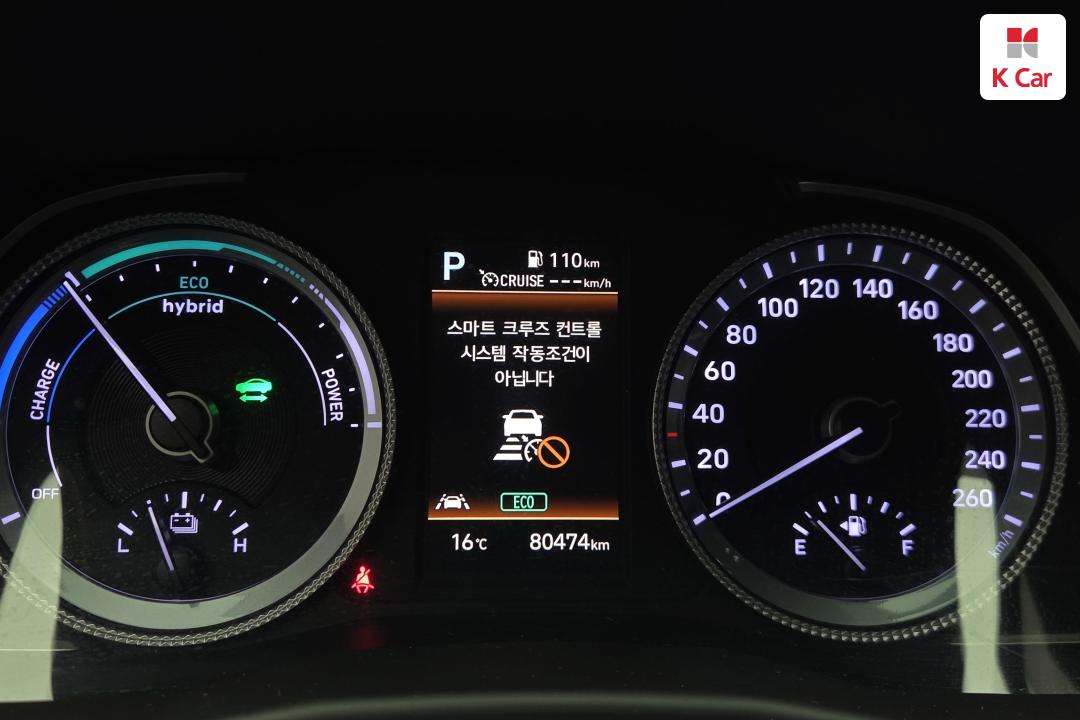 K Car
ECO
hybrid
CHARGE
POWER
OFF
L
H
P
110km
CRUISE ---km/h
스마트 크루즈 컨트롤
시스템 작동조건이
아닙니다
ECO
16℃
80474km
0
20
40
60
80
100
120
140
160
180
200
220
240
260
km/h
E
F